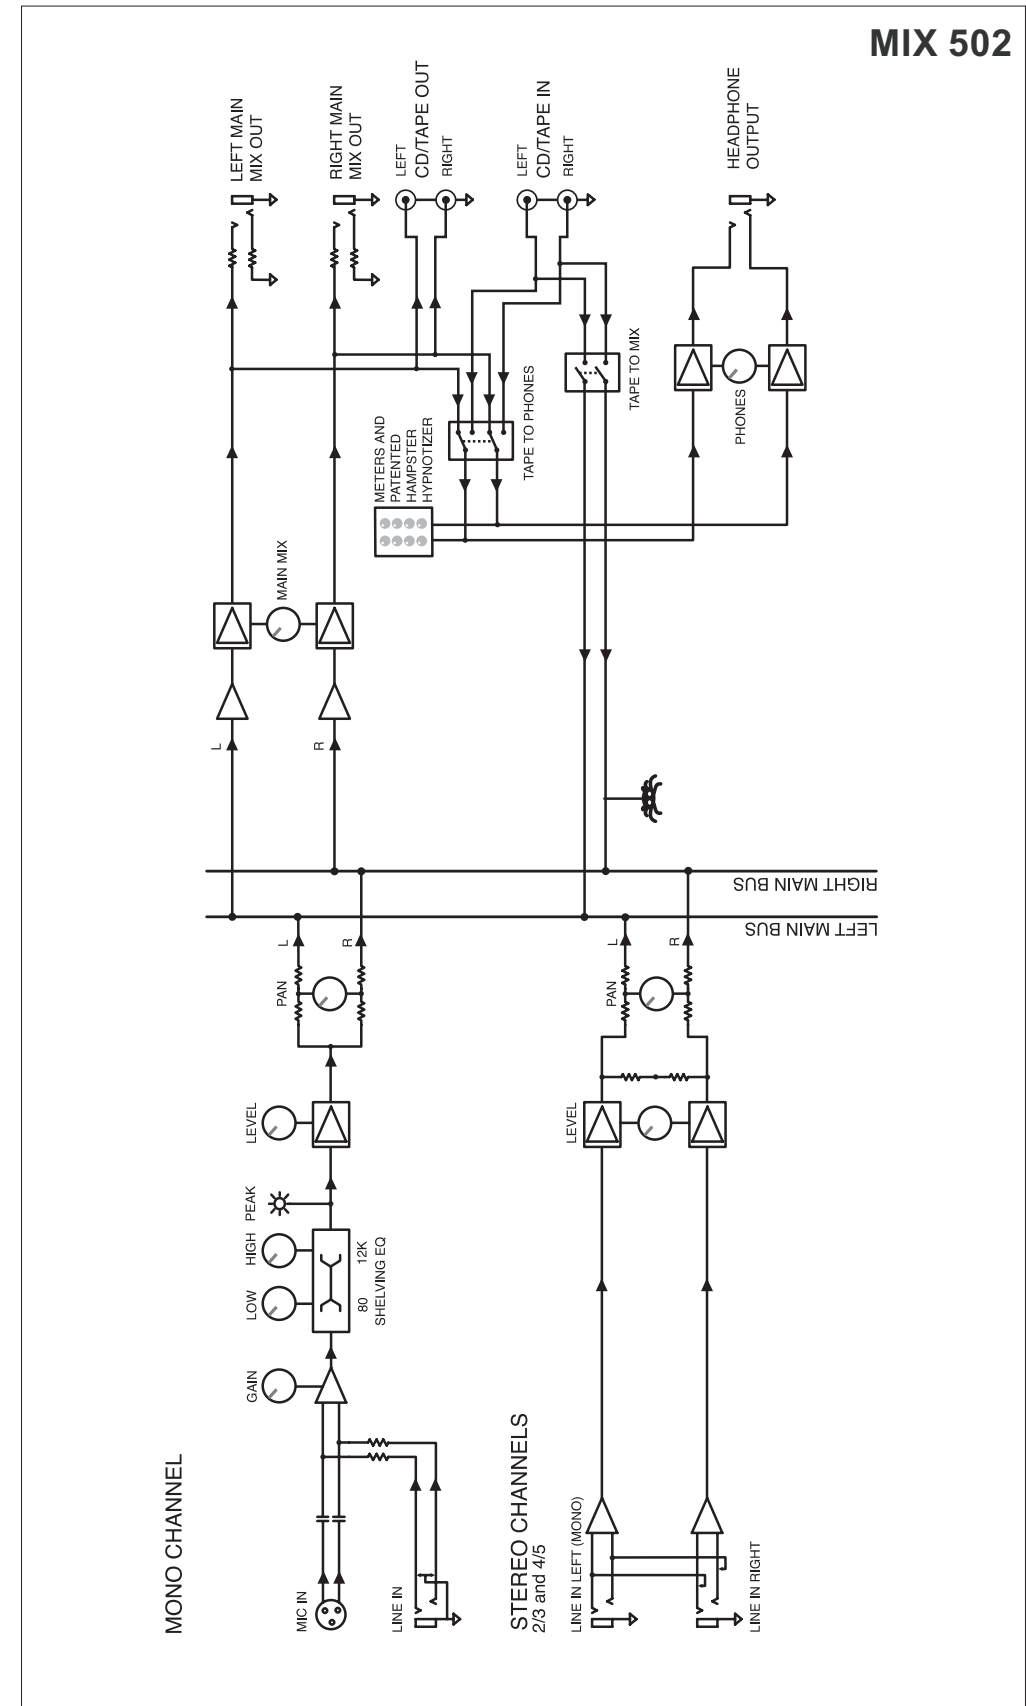 MIX 502
LEFT MAIN
MIX OUT
RIGHT MAIN
MIX OUT
LEFT
CD/TAPE OUT
RIGHT
LEFT
CD/TAPE IN
RIGHT
HEADPHONE
OUTPUT
TAPE TO MIX
TAPE TO PHONES
PHONES
METERS AND
PATENTED
HAMPSTER
HYPNOTIZER
MAIN MIX
L
R
RIGHT MAIN BUS
LEFT MAIN BUS
L
R
PAN
L
R
PAN
LEVEL
LEVEL
PEAK
HIGH
LOW
80 12K
SHELVING EQ
GAIN
MONO CHANNEL
MIC IN
LINE IN
STEREO CHANNELS
2/3 and 4/5
LINE IN LEFT (MONO)
LINE IN RIGHT